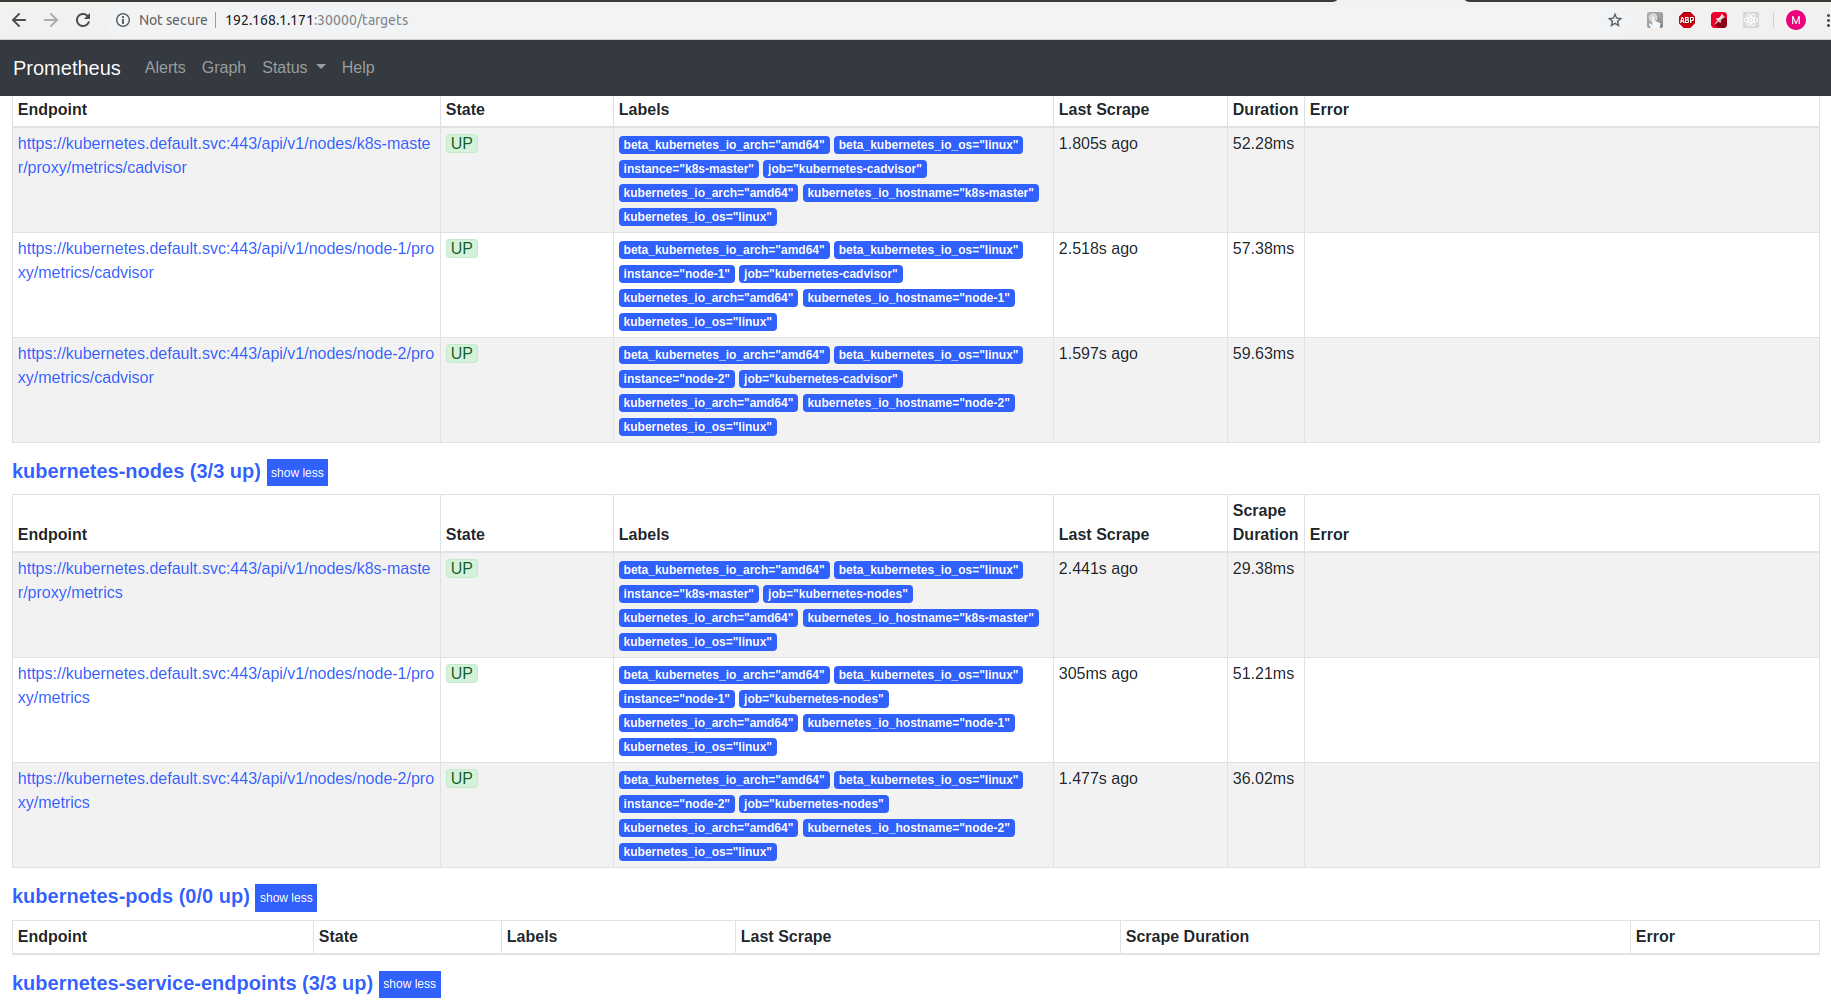 Not secure | 192.168.1.171:30000/targets
ABP
M
Prometheus Alerts Graph Status Help
Endpoint State Labels Last Scrape Duration Error
https://kubernetes.default.svc:443/api/v1/nodes/k8s-maste UP beta_kubernetes_io_arch="amd64" beta_kubernetes_io_os="linux" 1.805s ago 52.28ms
r/proxy/metrics/cadvisor instance="k8s-master" job="kubernetes-cadvisor"
kubernetes_io_arch="amd64" kubernetes_io_hostname="k8s-master"
kubernetes_io_os="linux"
https://kubernetes.default.svc:443/api/v1/nodes/node-1/pro UP beta_kubernetes_io_arch="amd64" beta_kubernetes_io_os="linux" 2.518s ago 57.38ms
xy/metrics/cadvisor instance="node-1" job="kubernetes-cadvisor"
kubernetes_io_arch="amd64" kubernetes_io_hostname="node-1"
kubernetes_io_os="linux"
https://kubernetes.default.svc:443/api/v1/nodes/node-2/pro UP beta_kubernetes_io_arch="amd64" beta_kubernetes_io_os="linux" 1.597s ago 59.63ms
xy/metrics/cadvisor instance="node-2" job="kubernetes-cadvisor"
kubernetes_io_arch="amd64" kubernetes_io_hostname="node-2"
kubernetes_io_os="linux"
kubernetes-nodes (3/3 up) show less
Endpoint State Labels Last Scrape Scrape Duration Error
https://kubernetes.default.svc:443/api/v1/nodes/k8s-maste UP beta_kubernetes_io_arch="amd64" beta_kubernetes_io_os="linux" 2.441s ago 29.38ms
r/proxy/metrics instance="k8s-master" job="kubernetes-nodes"
kubernetes_io_arch="amd64" kubernetes_io_hostname="k8s-master"
kubernetes_io_os="linux"
https://kubernetes.default.svc:443/api/v1/nodes/node-1/pro UP beta_kubernetes_io_arch="amd64" beta_kubernetes_io_os="linux" 305ms ago 51.21ms
xy/metrics instance="node-1" job="kubernetes-nodes"
kubernetes_io_arch="amd64" kubernetes_io_hostname="node-1"
kubernetes_io_os="linux"
https://kubernetes.default.svc:443/api/v1/nodes/node-2/pro UP beta_kubernetes_io_arch="amd64" beta_kubernetes_io_os="linux" 1.477s ago 36.02ms
xy/metrics instance="node-2" job="kubernetes-nodes"
kubernetes_io_arch="amd64" kubernetes_io_hostname="node-2"
kubernetes_io_os="linux"
kubernetes-pods (0/0 up) show less
Endpoint State Labels Last Scrape Scrape Duration Error
kubernetes-service-endpoints (3/3 up) show less